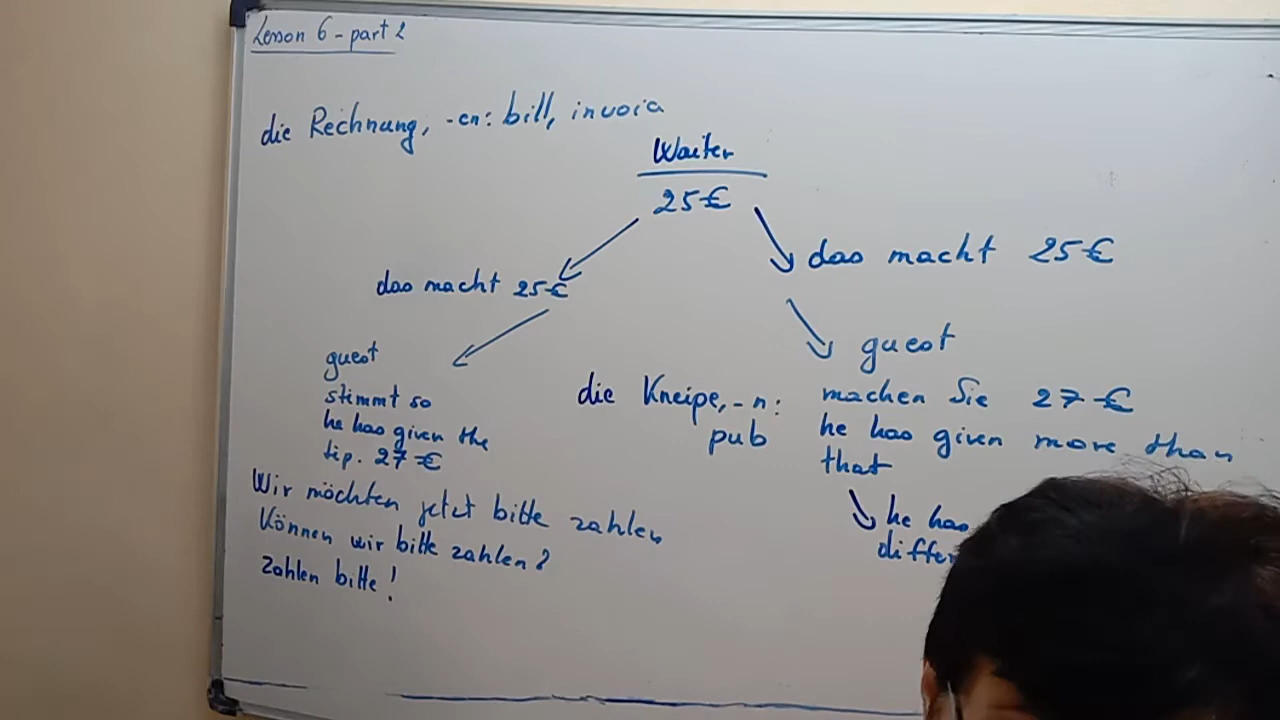 Lesson 6 - part 2
die Rechnung, -en: bill, invoice
Waiter
25€
das macht 25€
guest
stimmt so
he has given the
tip. 27€
das macht 25€
guest
machen Sie 27€
he has given more than
that
he has
die Kneipe, -n:
pub
Wir möchten jetzt bitte zahlen
Können wir bitte zahlen?
Zahlen bitte!